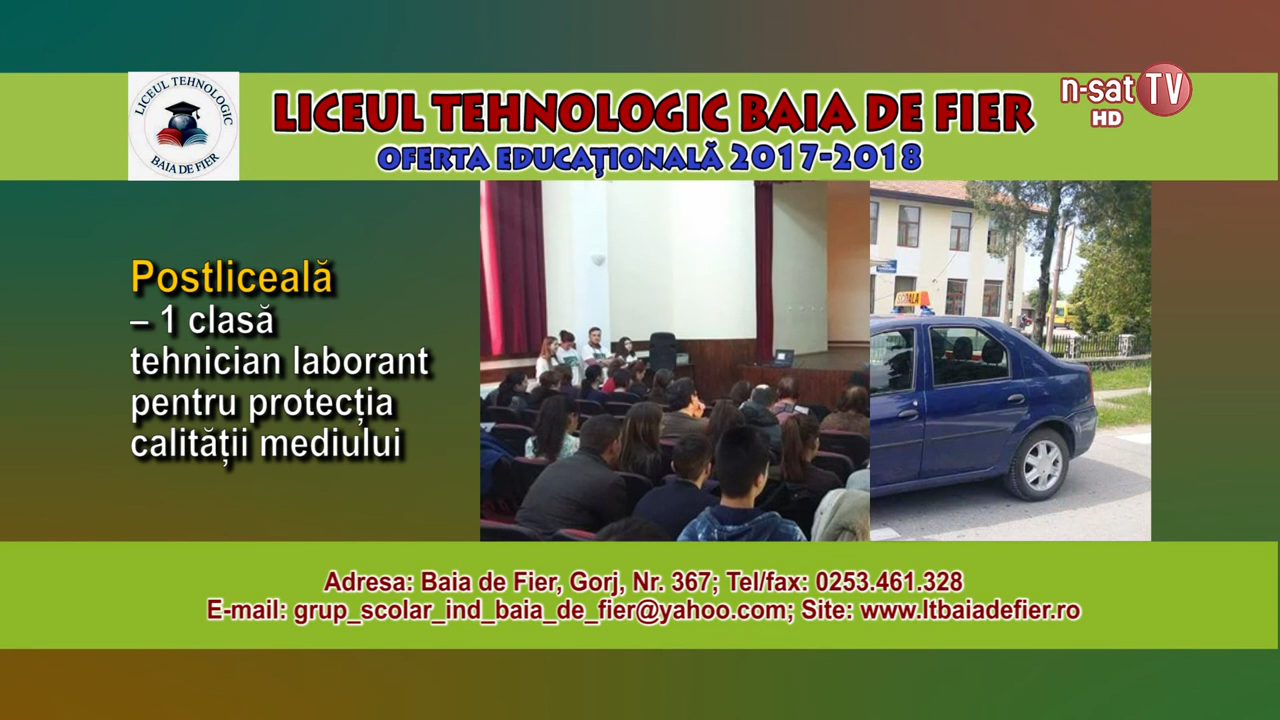 LICEUL TEHNOLOGIC
BAIA DE FIER
LICEUL TEHNOLOGIC BAIA DE FIER
OFERTA EDUCAŢIONALĂ 2017-2018
n-sat TV
HD
Postliceală
– 1 clasă
tehnician laborant
pentru protecția
calității mediului
ȘCOALA
Adresa: Baia de Fier, Gorj, Nr. 367; Tel/fax: 0253.461.328
E-mail: grup_scolar_ind_baia_de_fier@yahoo.com; Site: www.ltbaiadefier.ro